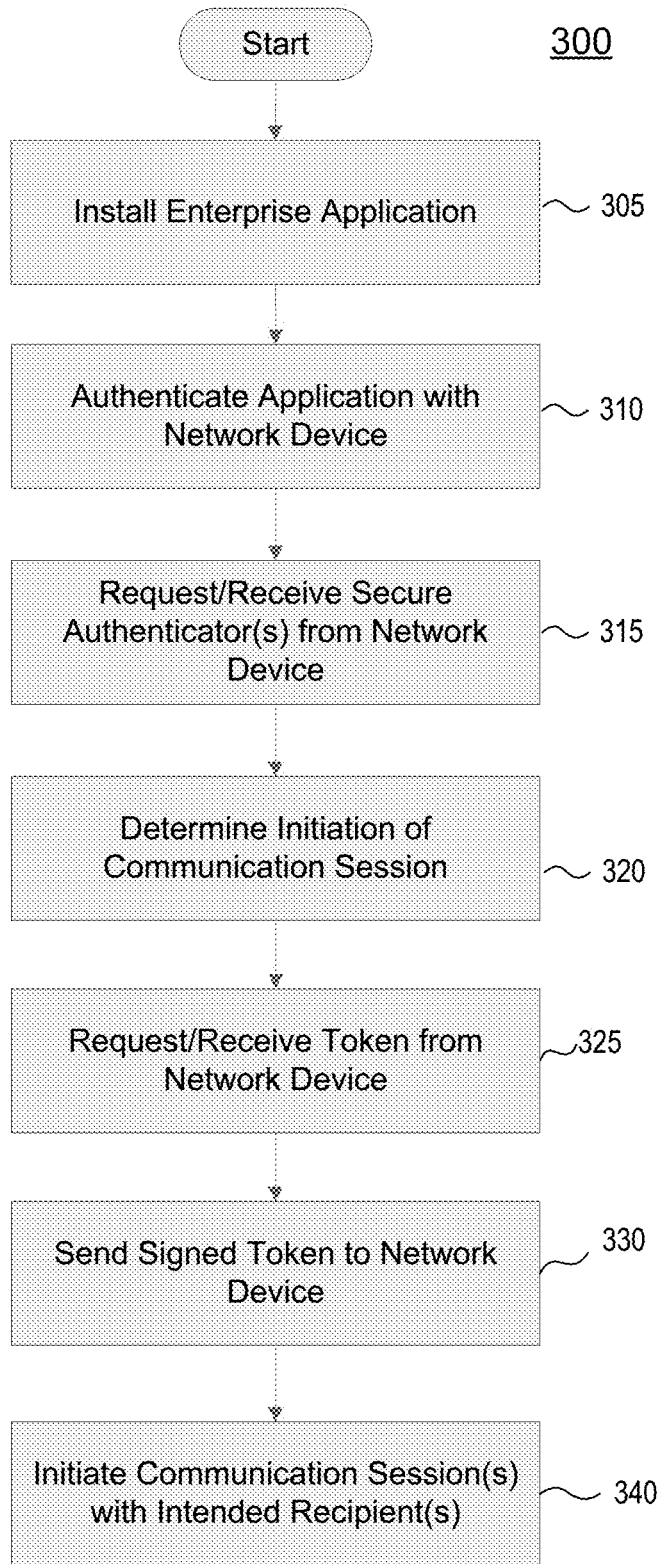 Start
300
Install Enterprise Application
305
Authenticate Application with
Network Device
310
Request/Receive Secure
Authenticator(s) from Network
Device
315
Determine Initiation of
Communication Session
320
Request/Receive Token from
Network Device
325
Send Signed Token to Network
Device
330
Initiate Communication Session(s)
with Intended Recipient(s)
340